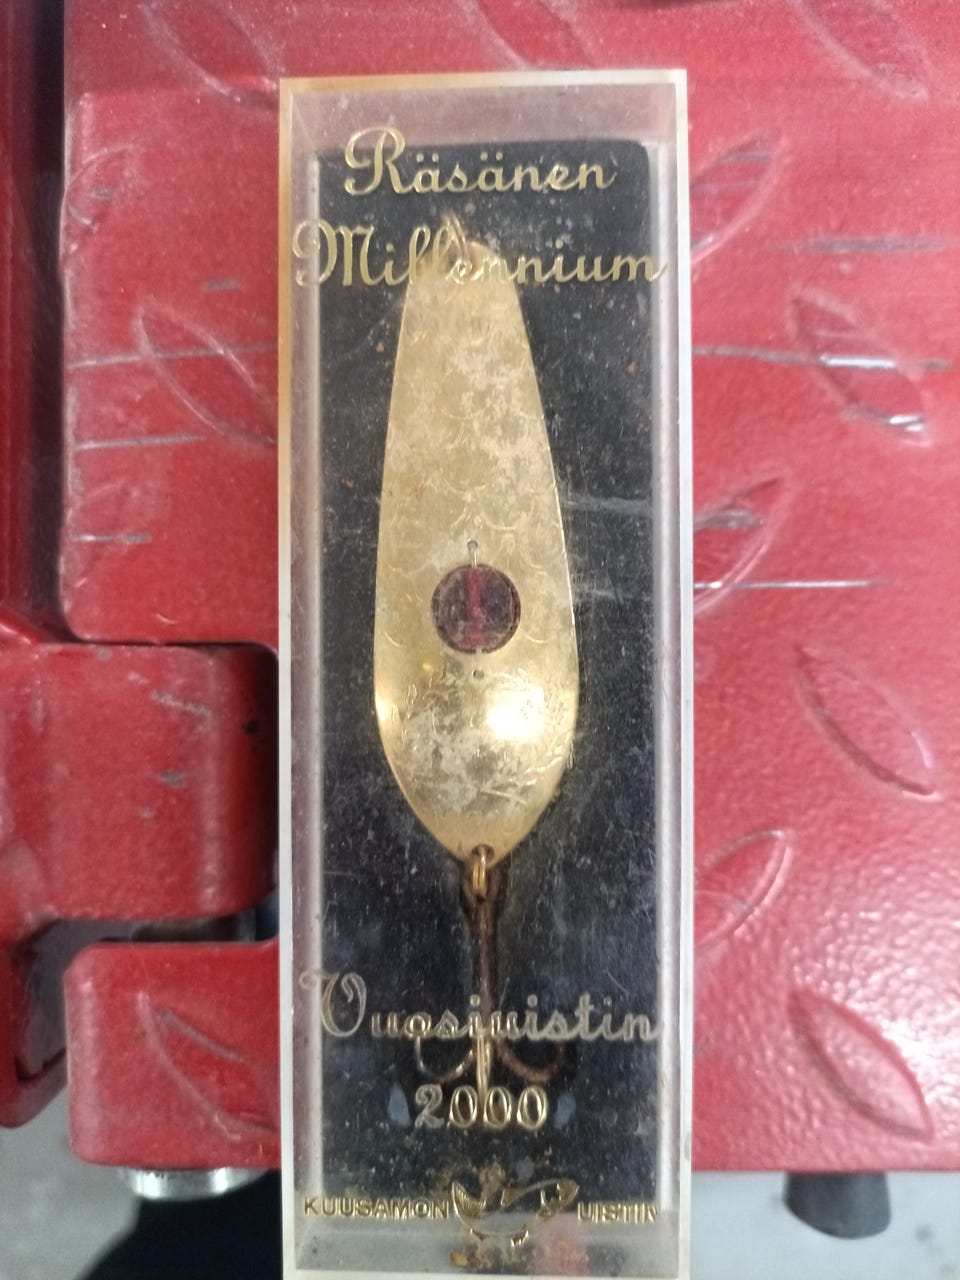 Räsänen
Millennium
Vuosiuistin
2000
KUUSAMON UISTIN